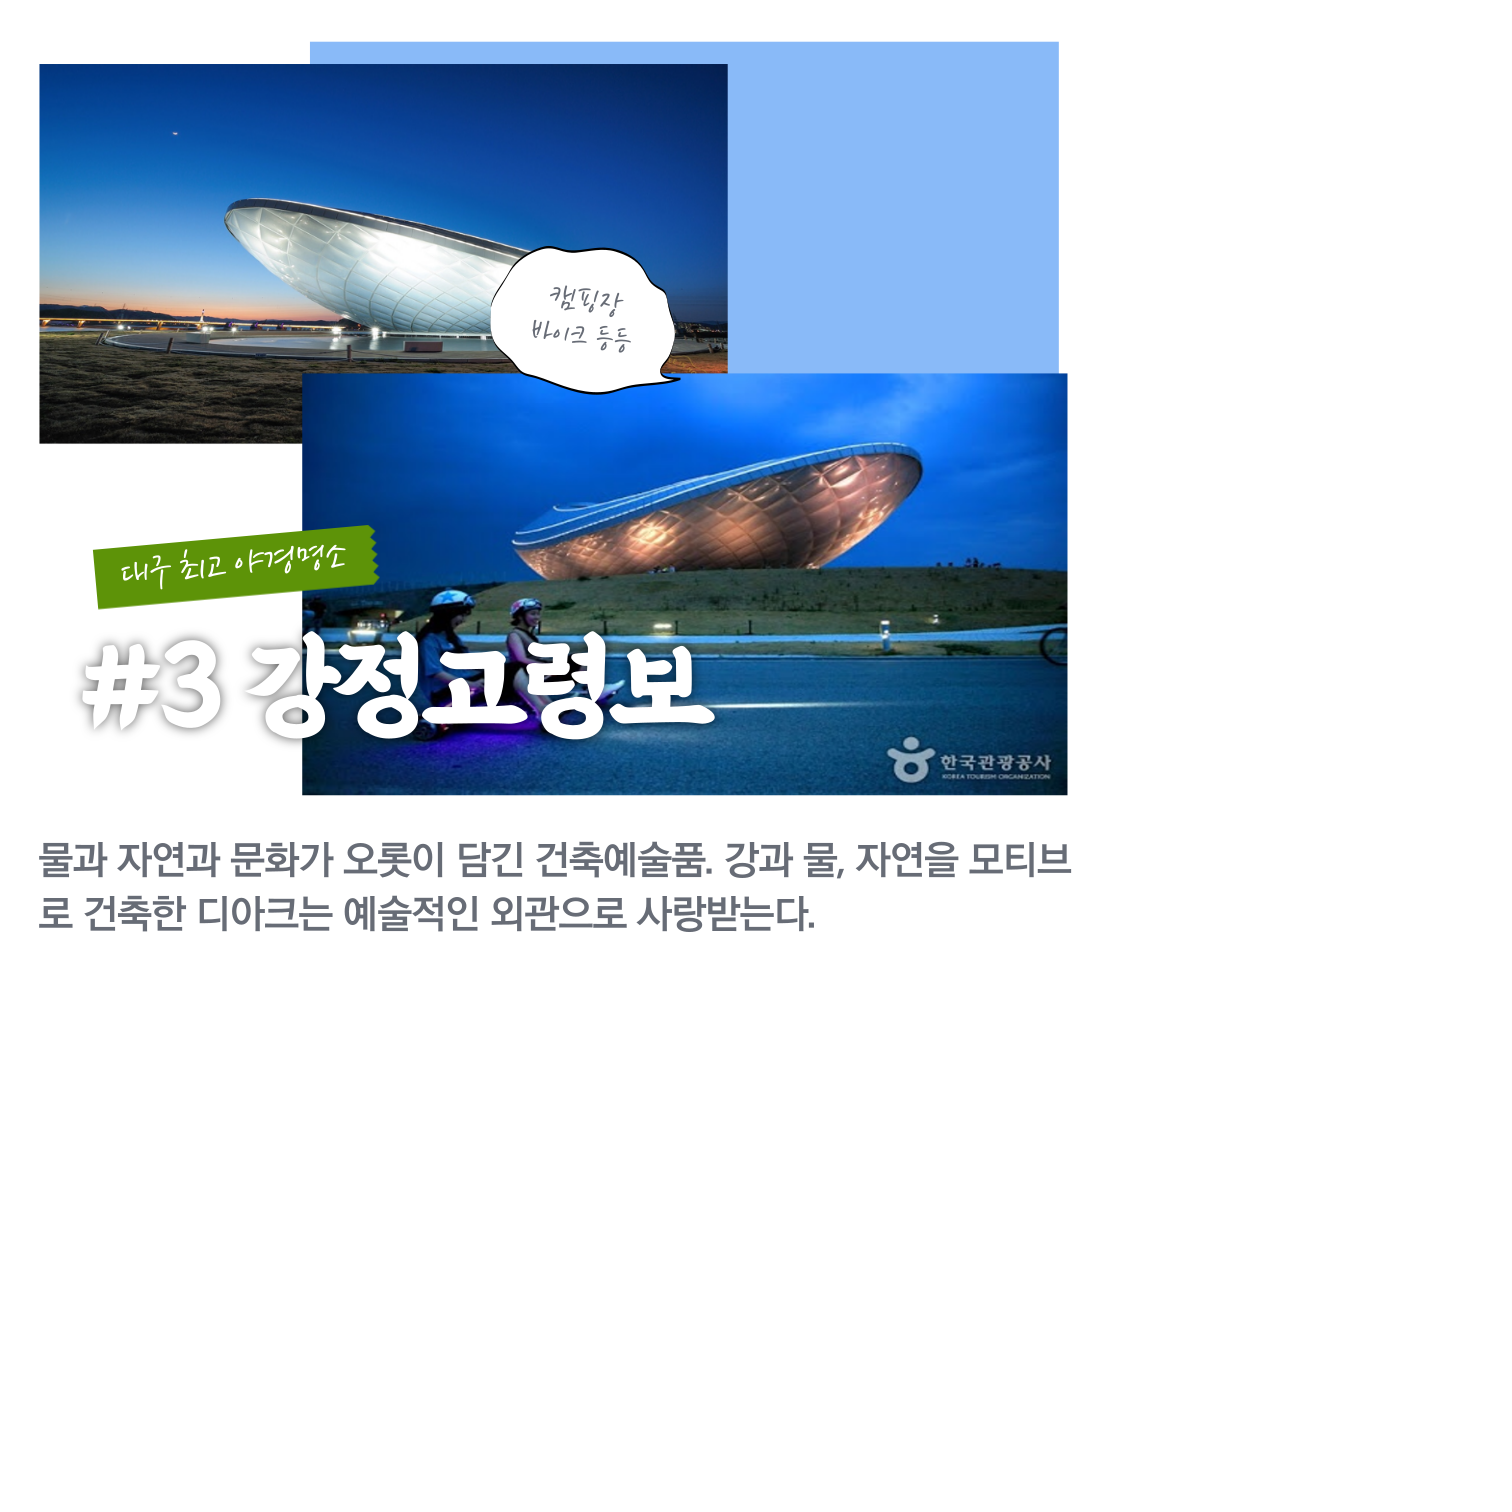 캠핑장
바이크 등등
대구 최고 야경명소
#3 강정고령보
한국관광공사
KOREA TOURISM ORGANIZATION
물과 자연과 문화가 오롯이 담긴 건축예술품. 강과 물, 자연을 모티브
로 건축한 디아크는 예술적인 외관으로 사랑받는다.